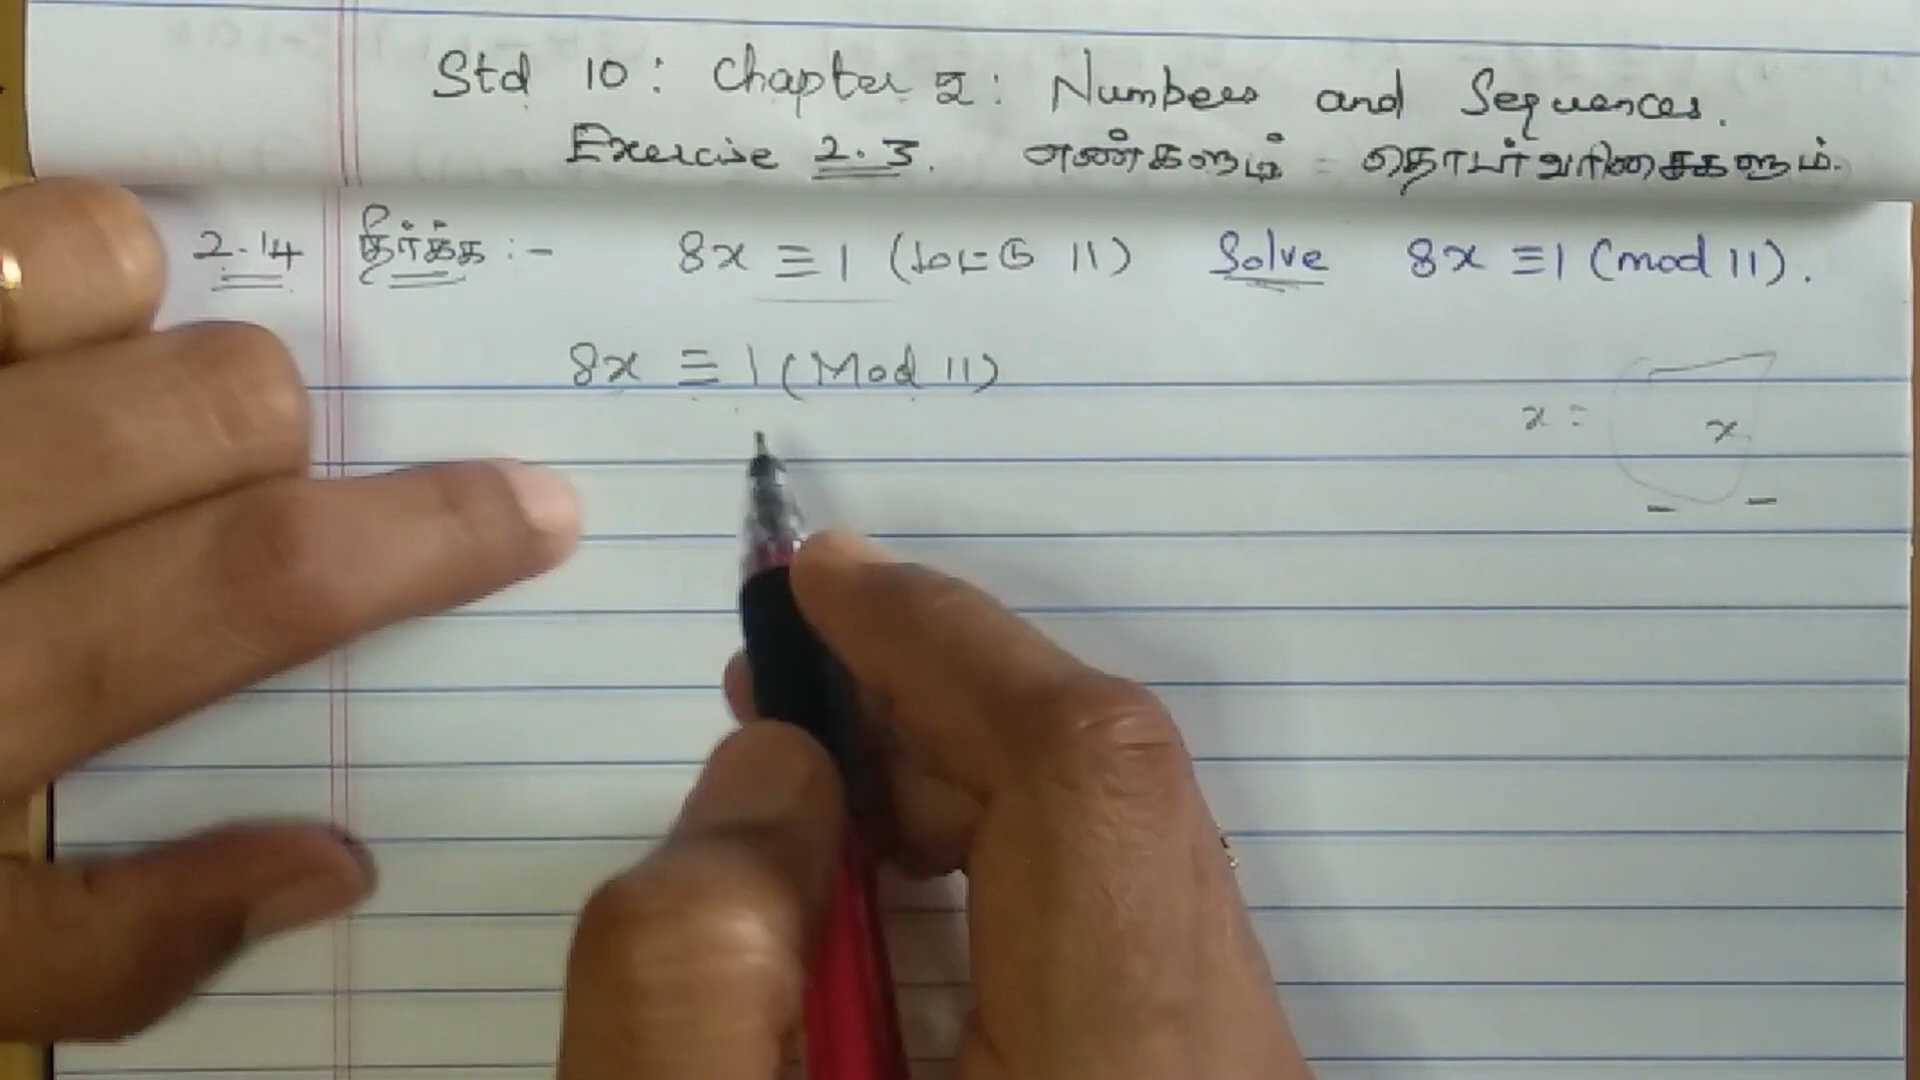 Std 10: Chapter 2: Numbers and Sequences.
Exercise 2.3. எண்களும் தொடர்வரிசைகளும்.
2.14 தீர்க்க :- 8x ≡ 1 (மட்டு 11) Solve 8x ≡ 1 (mod 11).
8x ≡ 1 (Mod 11)
x = x